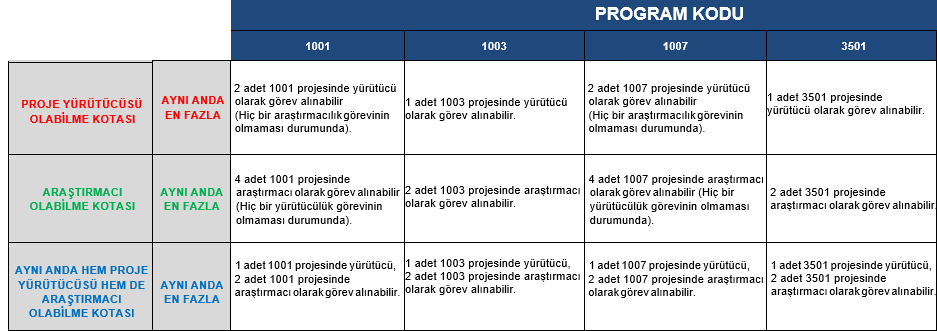 PROGRAM KODU
1001
1003
1007
3501
PROJE YÜRÜTÜCÜSÜ
OLABİLME KOTASI
AYNI ANDA
EN FAZLA
2 adet 1001 projesinde yürütücü
olarak görev alınabilir
(Hiç bir araştırmacılık görevinin
olmaması durumunda).
1 adet 1003 projesinde yürütücü
olarak görev alınabilir.
2 adet 1007 projesinde yürütücü
olarak görev alınabilir
(Hiç bir araştırmacılık görevinin
olmaması durumunda).
1 adet 3501 projesinde
yürütücü olarak görev alınabilir.
ARAŞTIRMACI
OLABİLME KOTASI
AYNI ANDA
EN FAZLA
4 adet 1001 projesinde
araştırmacı olarak görev alınabilir
(Hiç bir yürütücülük görevinin
olmaması durumunda).
2 adet 1003 projesinde araştırmacı
olarak görev alınabilir.
4 adet 1007 projesinde araştırmacı
olarak görev alınabilir (Hiç bir
yürütücülük görevinin olmaması
durumunda).
2 adet 3501 projesinde
araştırmacı olarak görev alınabilir.
AYNI ANDA HEM PROJE
YÜRÜTÜCÜSÜ HEM DE
ARAŞTIRMACI
OLABİLME KOTASI
AYNI ANDA
EN FAZLA
1 adet 1001 projesinde yürütücü,
2 adet 1001 projesinde
araştırmacı olarak görev alınabilir.
1 adet 1003 projesinde yürütücü,
2 adet 1003 projesinde araştırmacı
olarak görev alınabilir.
1 adet 1007 projesinde yürütücü,
2 adet 1007 projesinde araştırmacı
olarak görev alınabilir.
1 adet 3501 projesinde yürütücü,
2 adet 3501 projesinde
araştırmacı olarak görev alınabilir.